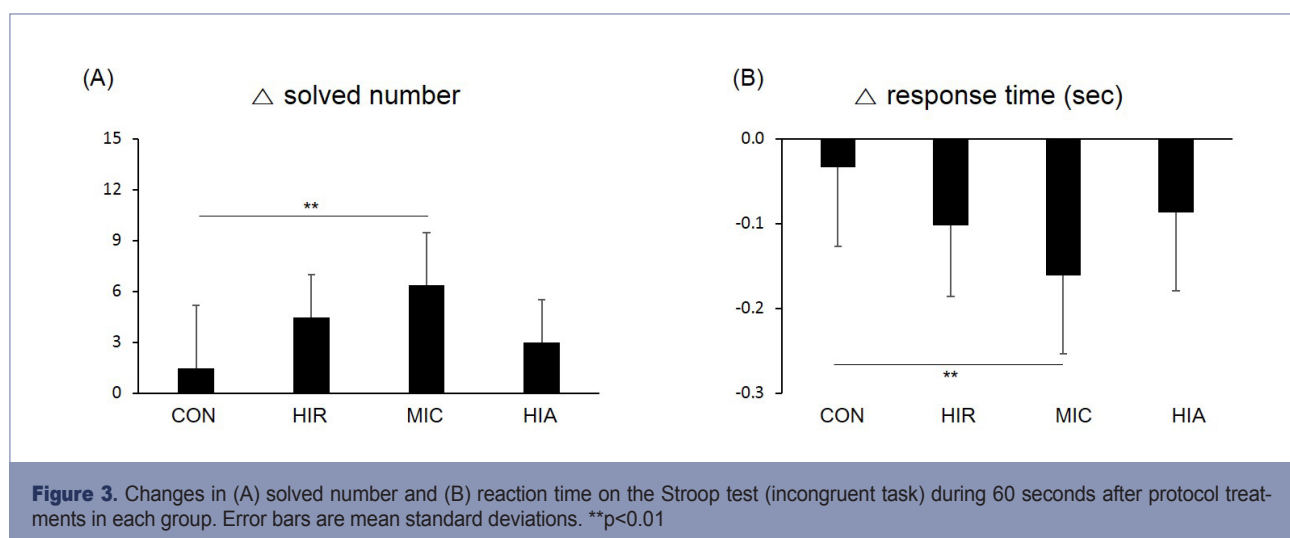 (A)
△ solved number
15
12
9
6
3
0
**
CON HIR MIC HIA
(B)
△ response time (sec)
0.0
-0.1
-0.2
-0.3
**
CON HIR MIC HIA
Figure 3. Changes in (A) solved number and (B) reaction time on the Stroop test (incongruent task) during 60 seconds after protocol treat-
ments in each group. Error bars are mean standard deviations. **p<0.01